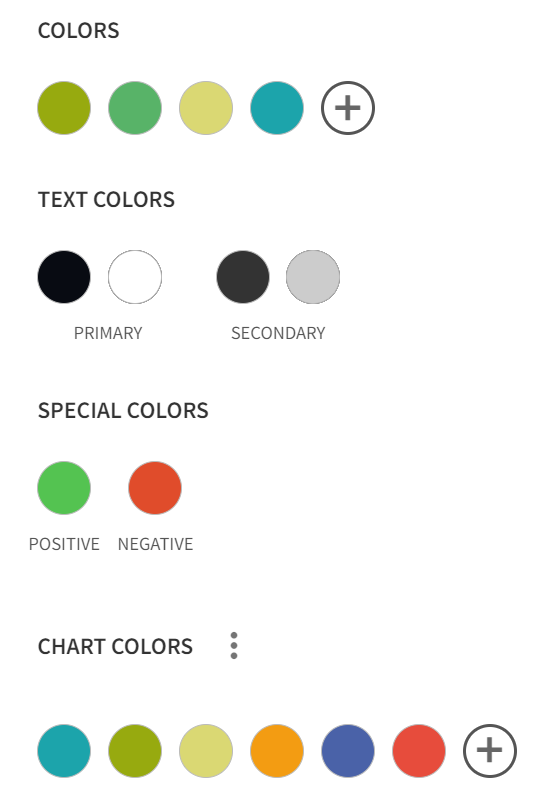 COLORS
TEXT COLORS
PRIMARY SECONDARY
SPECIAL COLORS
POSITIVE NEGATIVE
CHART COLORS